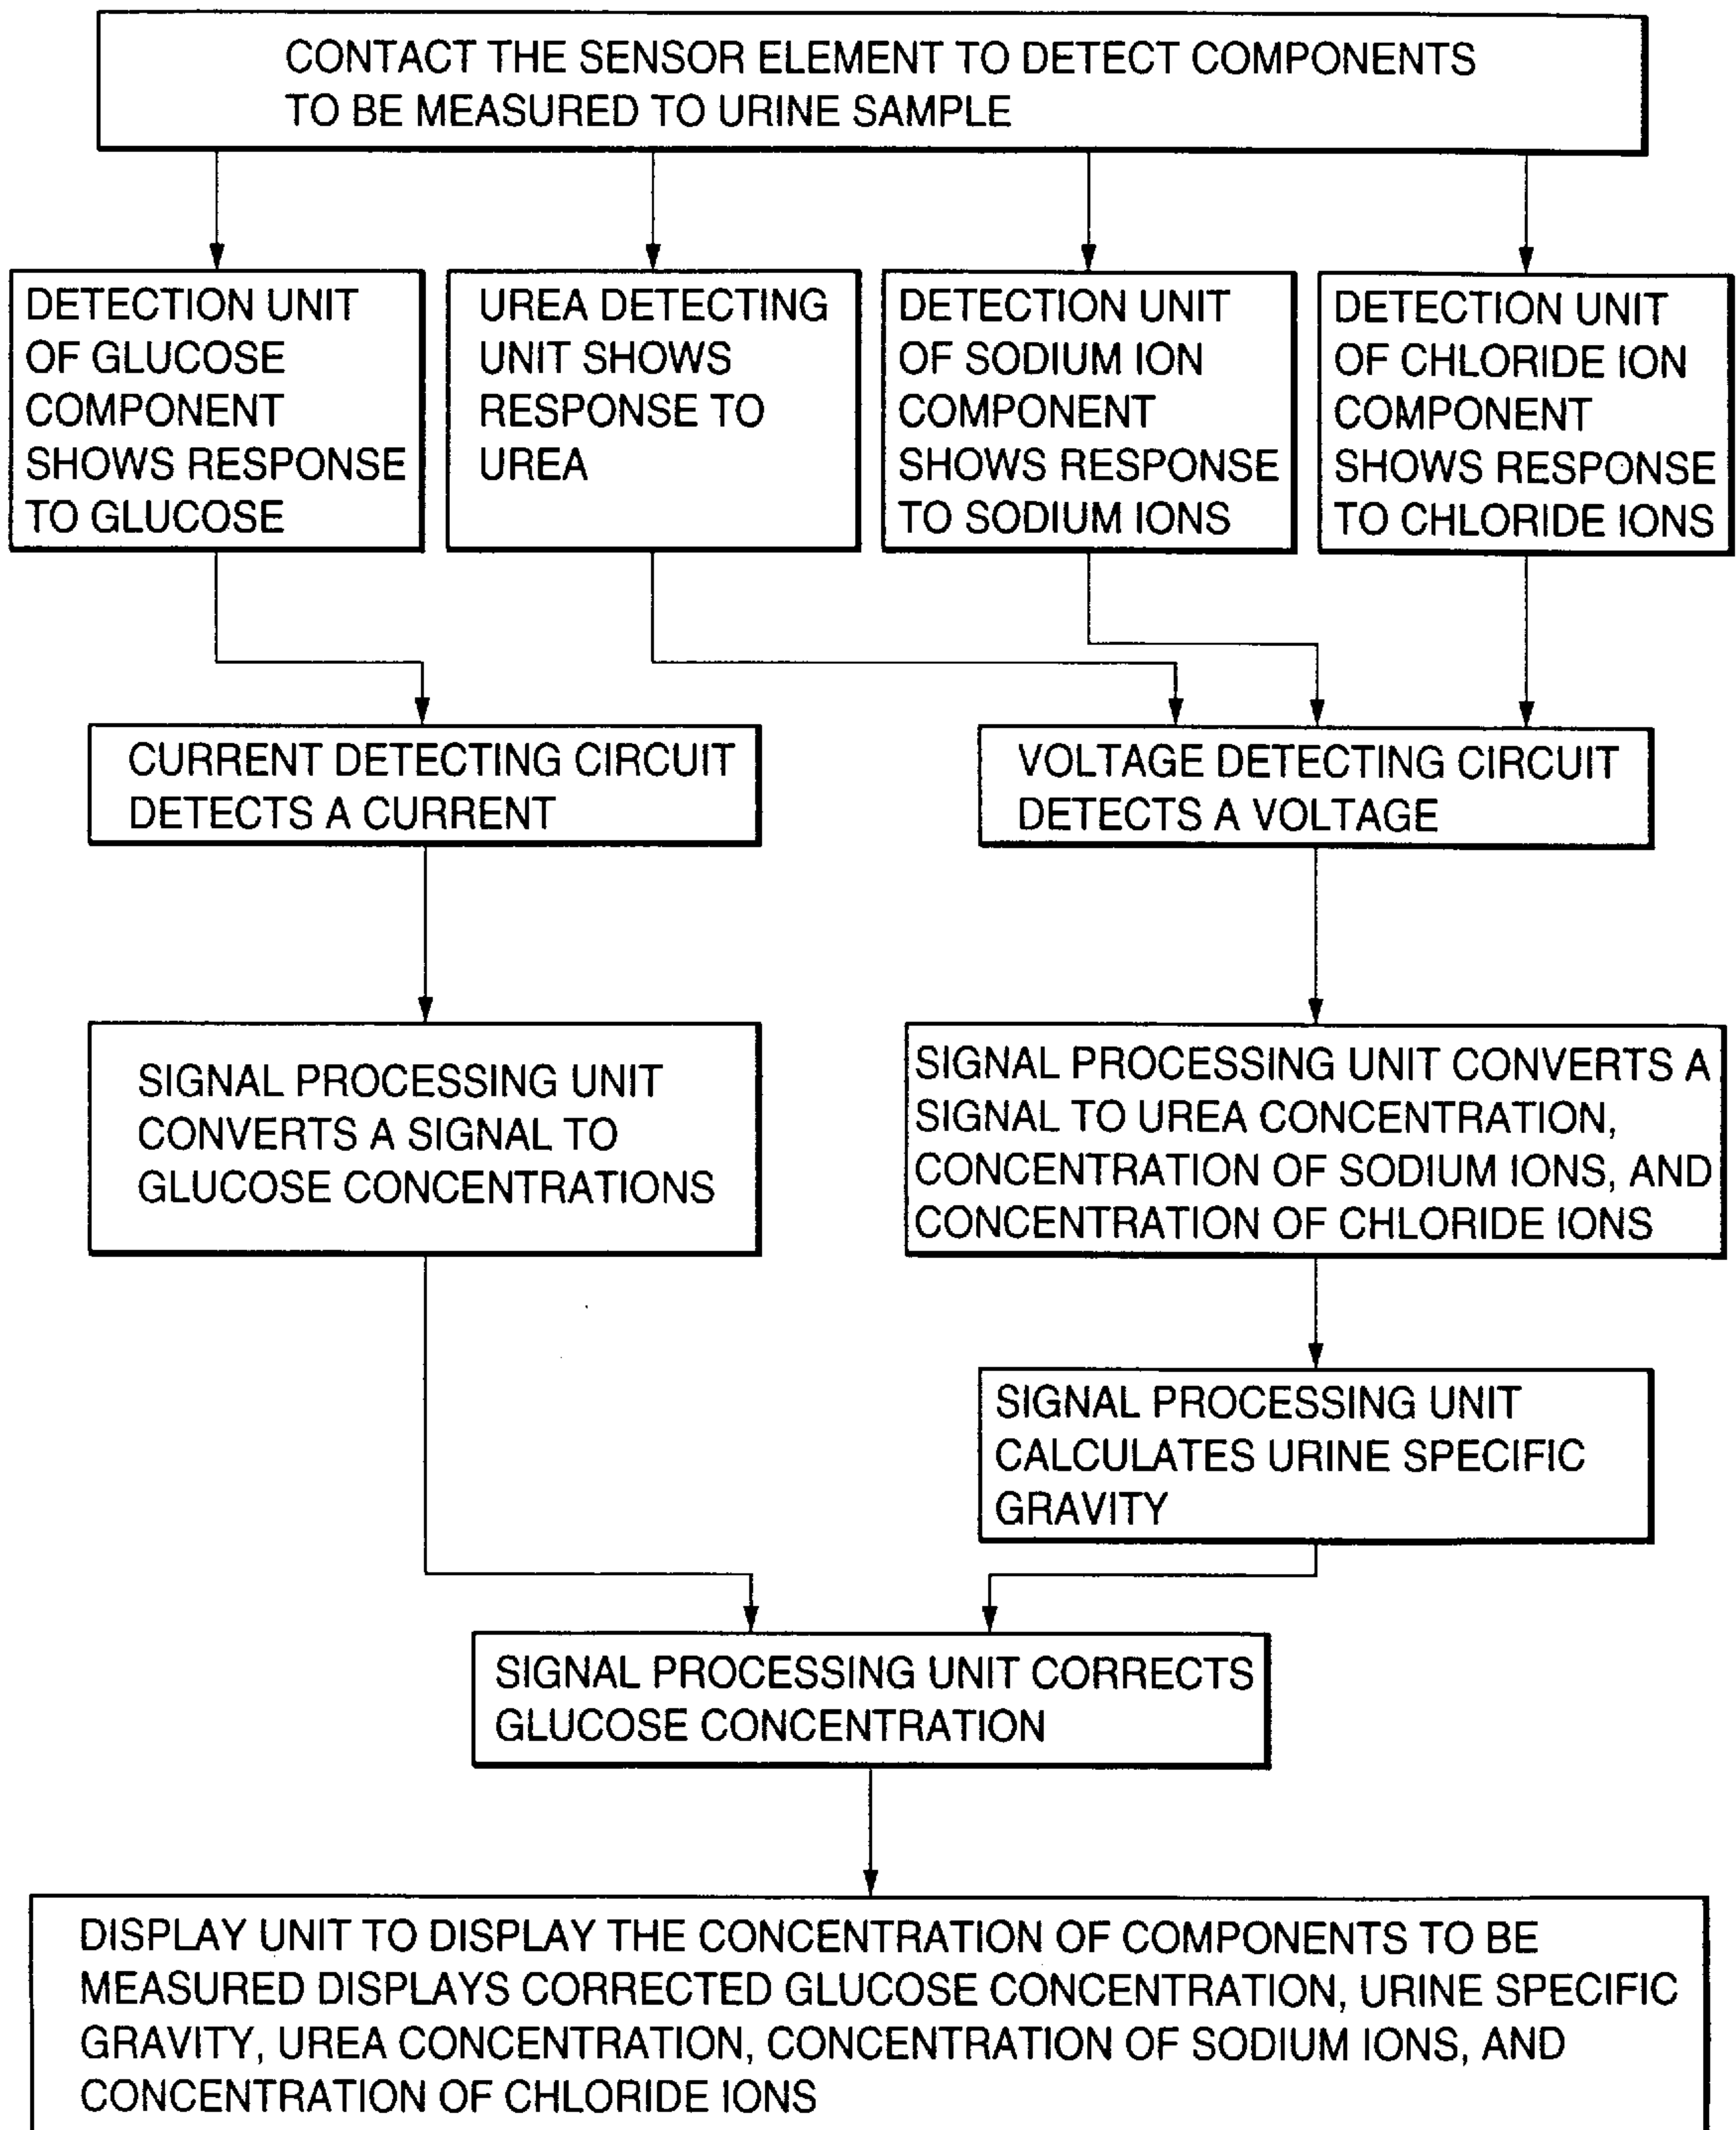 CONTACT THE SENSOR ELEMENT TO DETECT COMPONENTS
TO BE MEASURED TO URINE SAMPLE
DETECTION UNIT
OF GLUCOSE
COMPONENT
SHOWS RESPONSE
TO GLUCOSE
UREA DETECTING
UNIT SHOWS
RESPONSE TO
UREA
DETECTION UNIT
OF SODIUM ION
COMPONENT
SHOWS RESPONSE
TO SODIUM IONS
DETECTION UNIT
OF CHLORIDE ION
COMPONENT
SHOWS RESPONSE
TO CHLORIDE IONS
CURRENT DETECTING CIRCUIT
DETECTS A CURRENT
VOLTAGE DETECTING CIRCUIT
DETECTS A VOLTAGE
SIGNAL PROCESSING UNIT
CONVERTS A SIGNAL TO
GLUCOSE CONCENTRATIONS
SIGNAL PROCESSING UNIT CONVERTS A
SIGNAL TO UREA CONCENTRATION,
CONCENTRATION OF SODIUM IONS, AND
CONCENTRATION OF CHLORIDE IONS
SIGNAL PROCESSING UNIT
CALCULATES URINE SPECIFIC
GRAVITY
SIGNAL PROCESSING UNIT CORRECTS
GLUCOSE CONCENTRATION
DISPLAY UNIT TO DISPLAY THE CONCENTRATION OF COMPONENTS TO BE
MEASURED DISPLAYS CORRECTED GLUCOSE CONCENTRATION, URINE SPECIFIC
GRAVITY, UREA CONCENTRATION, CONCENTRATION OF SODIUM IONS, AND
CONCENTRATION OF CHLORIDE IONS